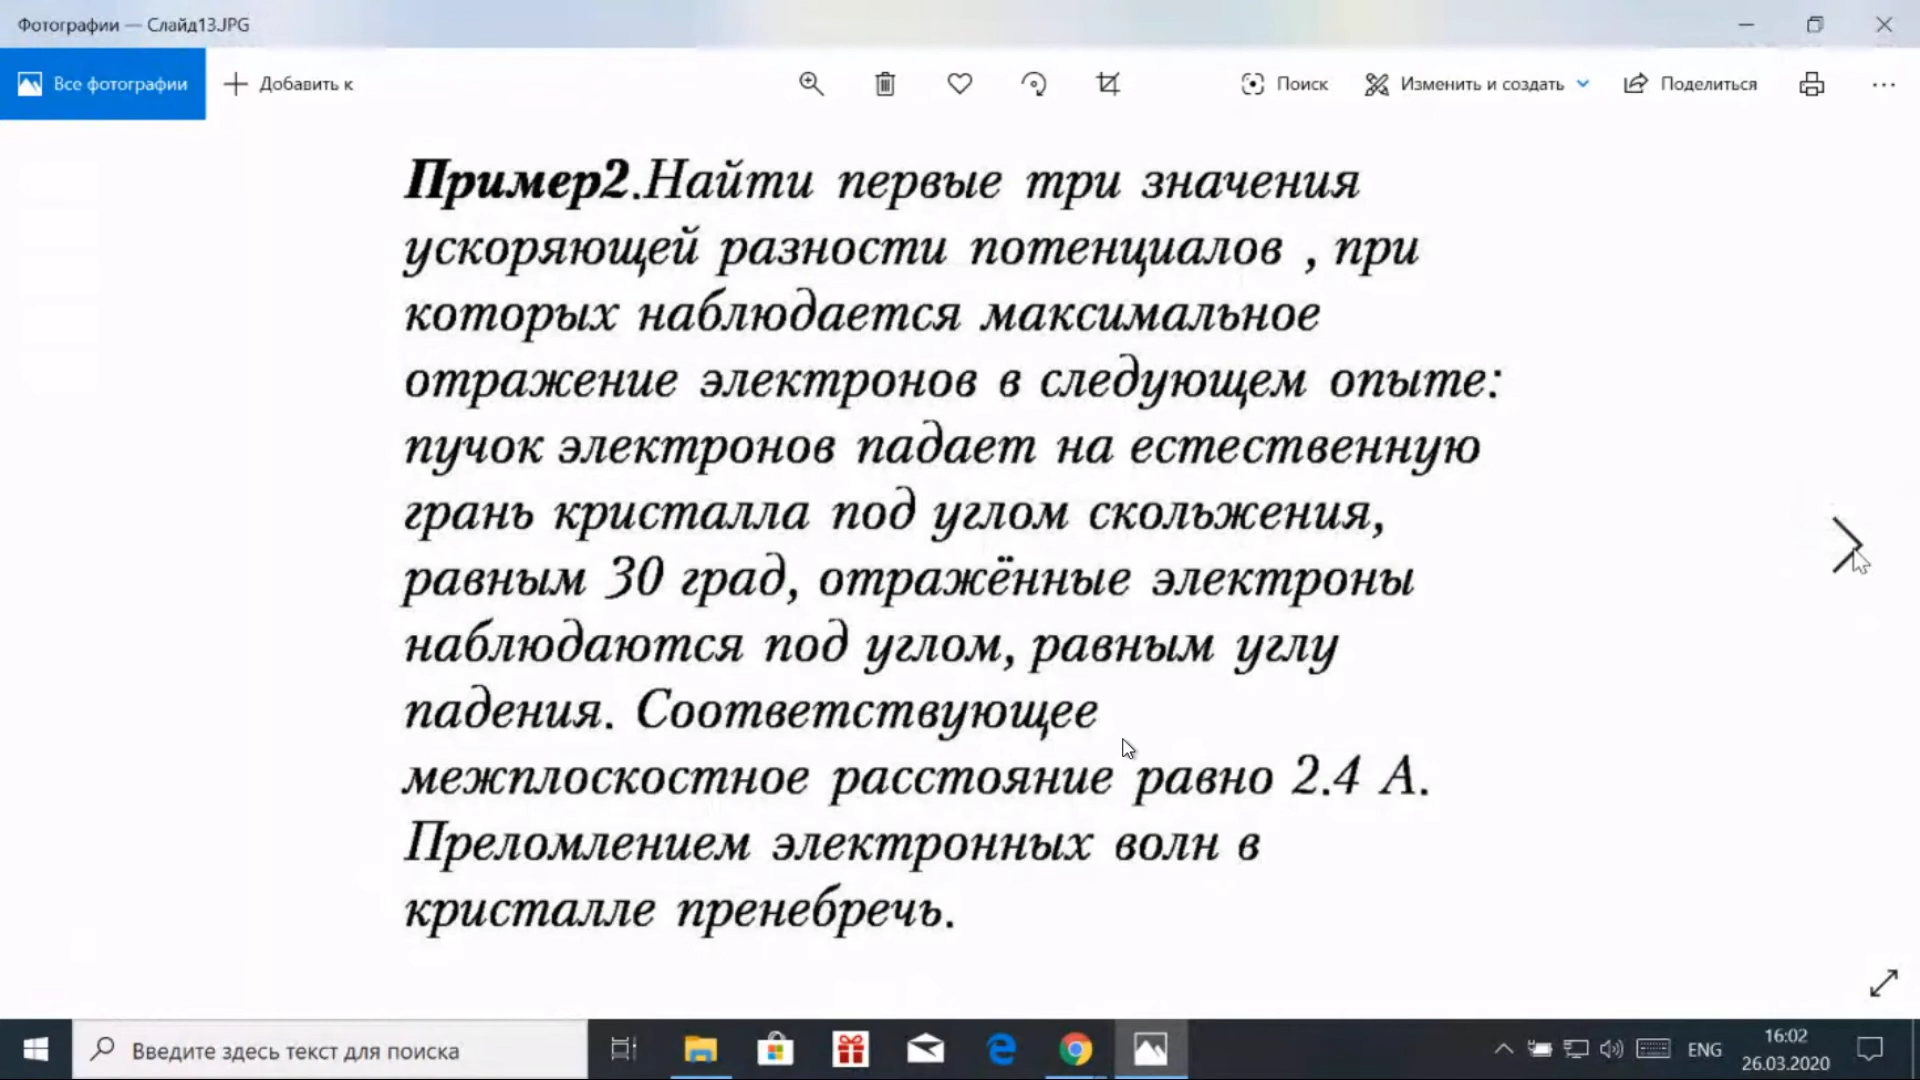 Фотографии — Слайд13.JPG
Все фотографии
Добавить к
Поиск
Изменить и создать
Поделиться
Пример2.Найти первые три значения
ускоряющей разности потенциалов , при
которых наблюдается максимальное
отражение электронов в следующем опыте:
пучок электронов падает на естественную
грань кристалла под углом скольжения,
равным 30 град, отражённые электроны
наблюдаются под углом, равным углу
падения. Соответствующее
межплоскостное расстояние равно 2.4 А.
Преломлением электронных волн в
кристалле пренебречь.
Введите здесь текст для поиска
ENG
16:02
26.03.2020